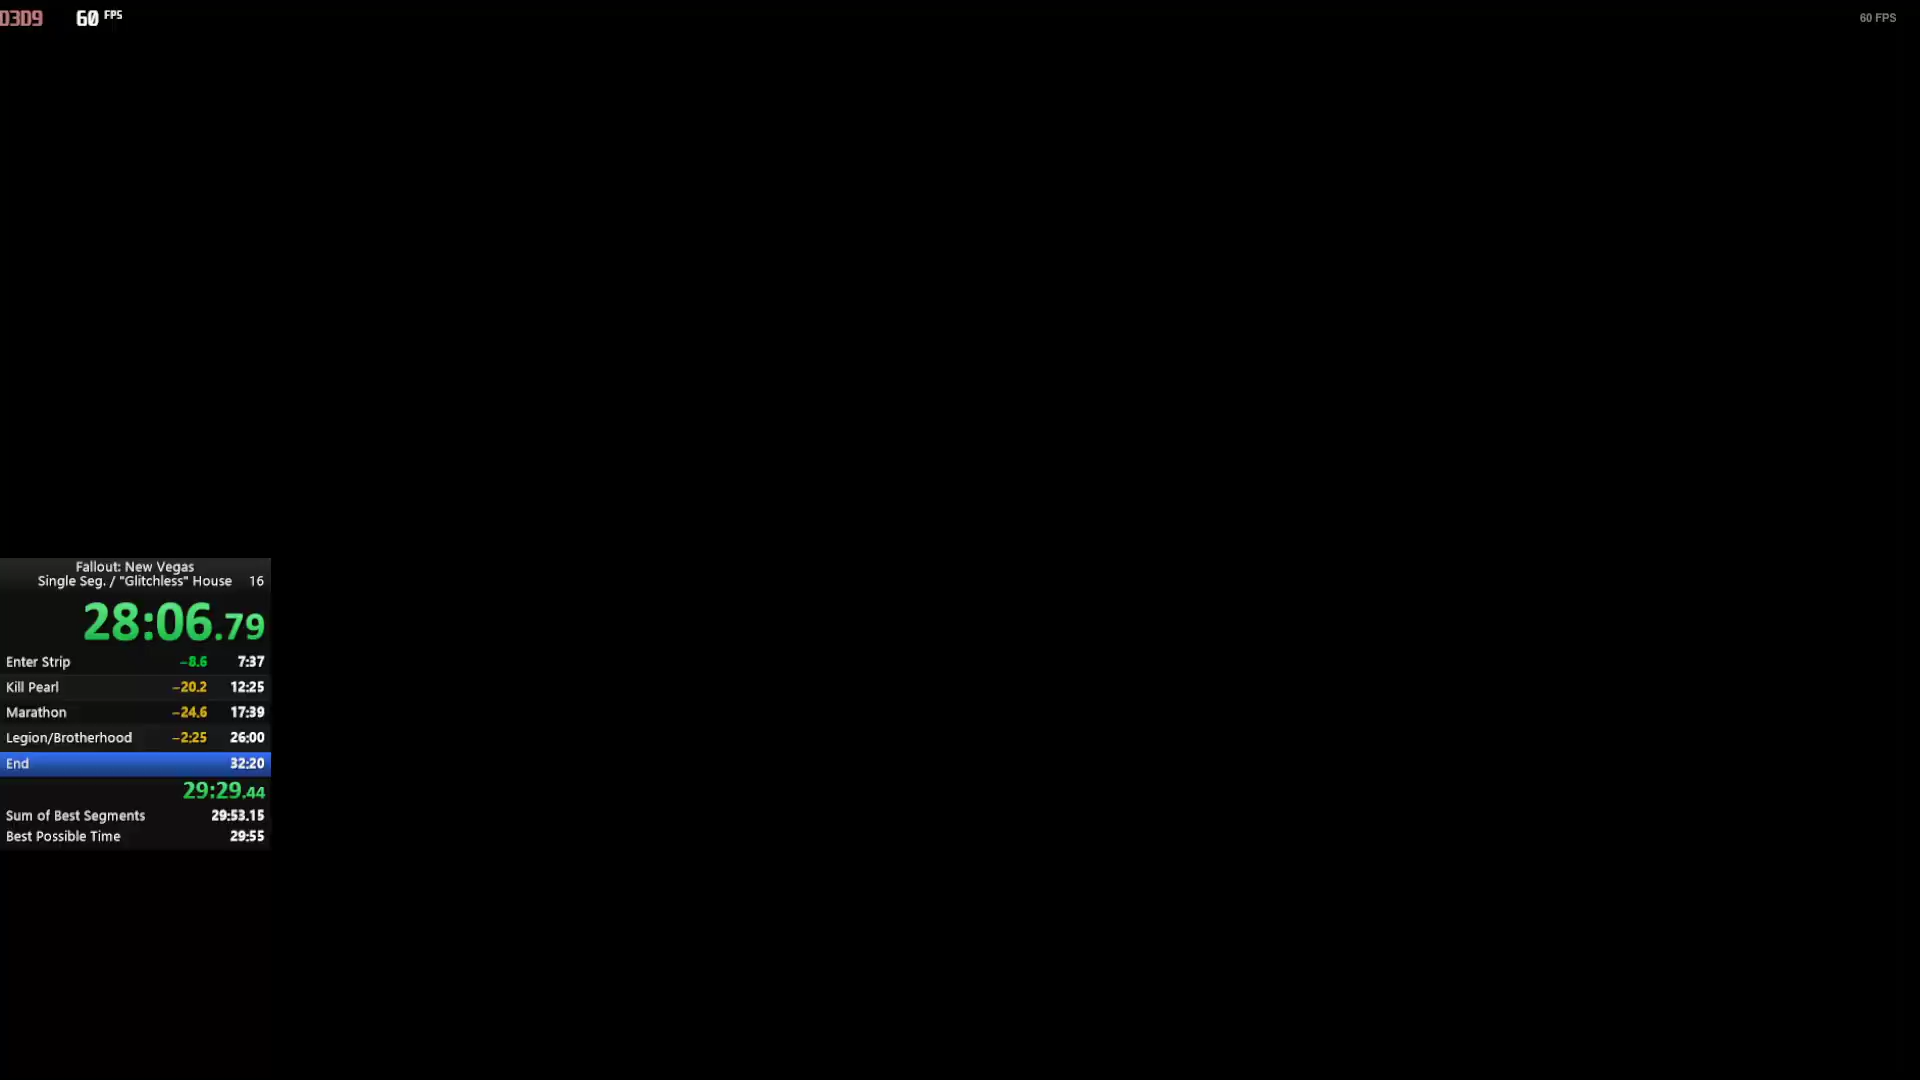 D3D9 60 FPS
60 FPS
Fallout: New Vegas
Single Seg. / "Glitchless" House 16
28:06.79
Enter Strip −8.6 7:37
Kill Pearl −20.2 12:25
Marathon −24.6 17:39
Legion/Brotherhood −2:25 26:00
End 32:20
29:29.44
Sum of Best Segments 29:53.15
Best Possible Time 29:55